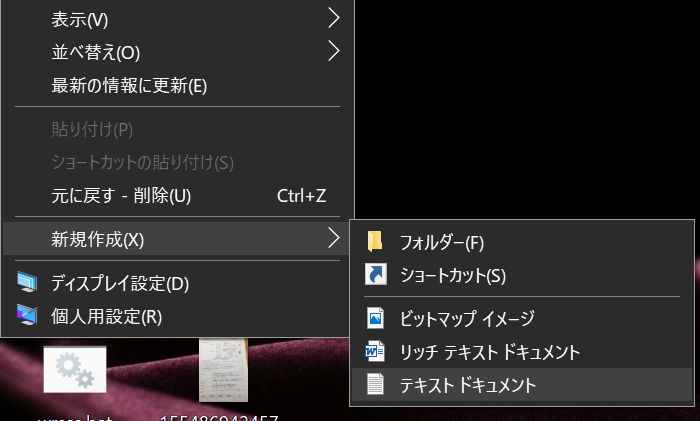 表示(V)
並べ替え(O)
最新の情報に更新(E)
貼り付け(P)
ショートカットの貼り付け(S)
元に戻す - 削除(U) Ctrl+Z
新規作成(X)
ディスプレイ設定(D)
個人用設定(R)
フォルダー(F)
ショートカット(S)
ビットマップ イメージ
リッチ テキスト ドキュメント
テキスト ドキュメント